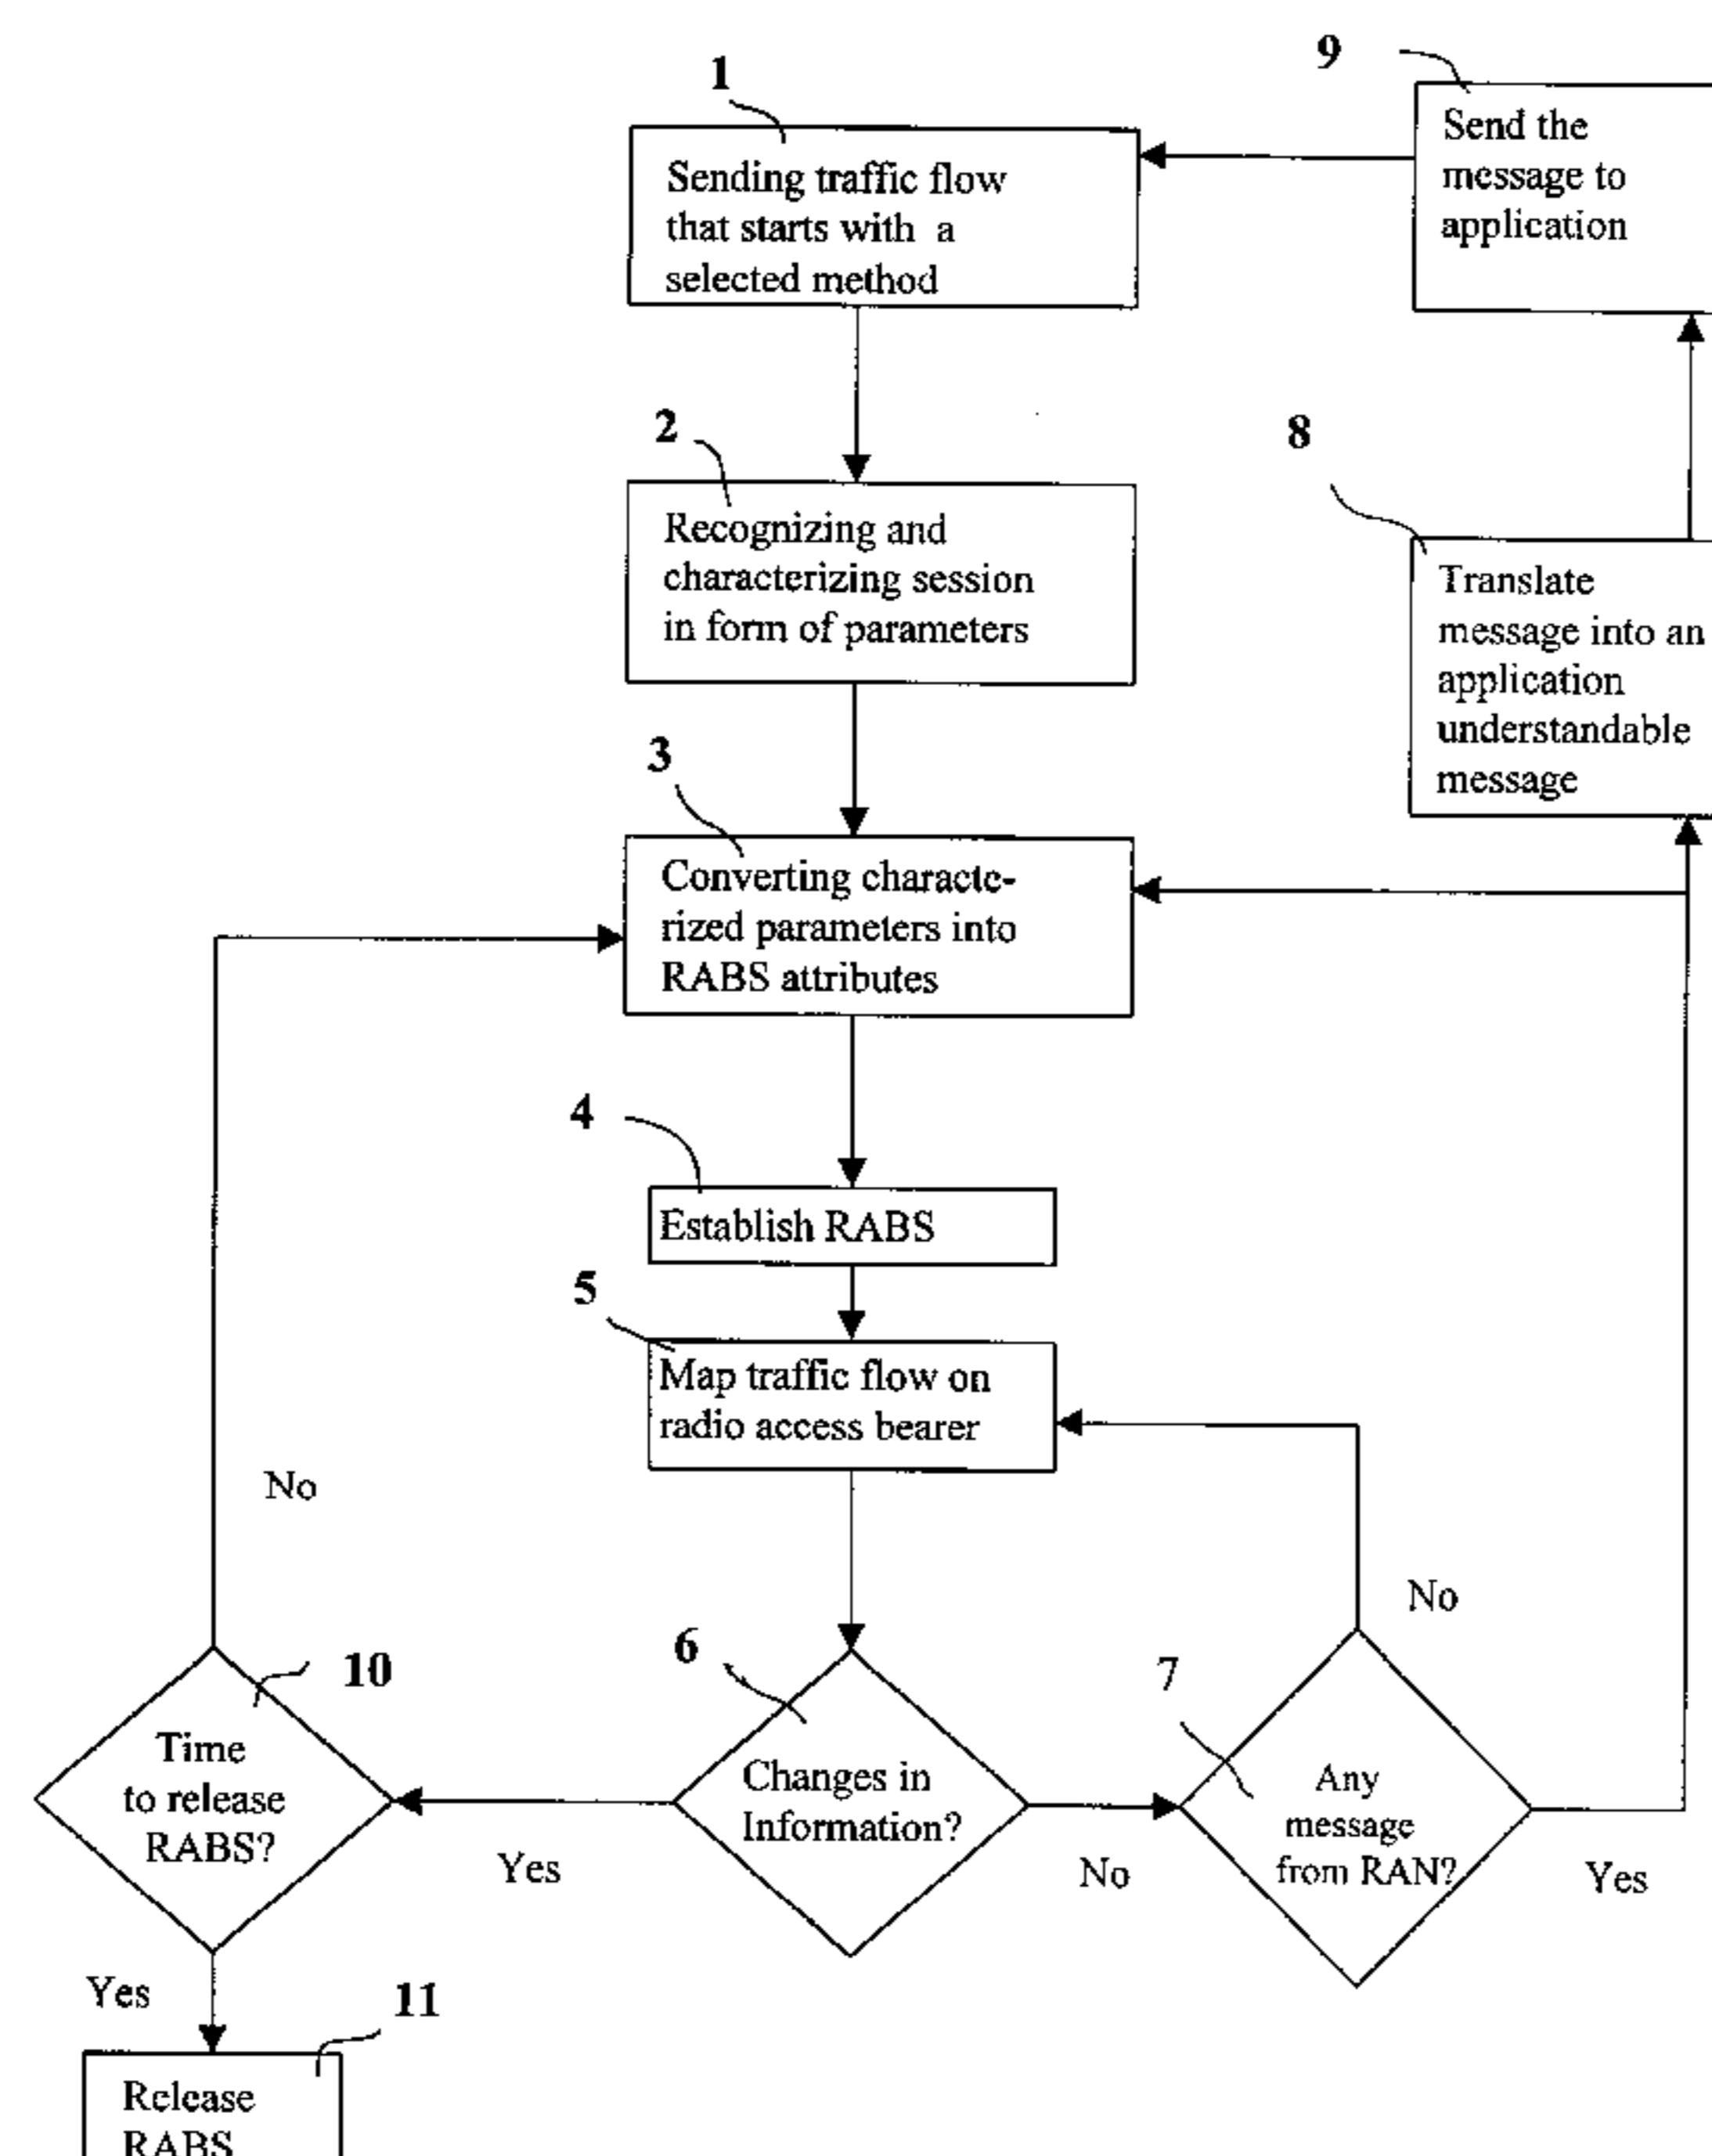 1
Sending traffic flow
that starts with a
selected method
9
Send the
message to
application
2
Recognizing and
characterizing session
in form of parameters
8
Translate
message into an
application
understandable
message
3
Converting characte-
rized parameters into
RABS attributes
4
Establish RABS
5
Map traffic flow on
radio access bearer
No
No
10
Time
to release
RABS?
6
Changes in
Information?
7
Any
message
from RAN?
Yes
No
Yes
Yes
11
Release
RABS